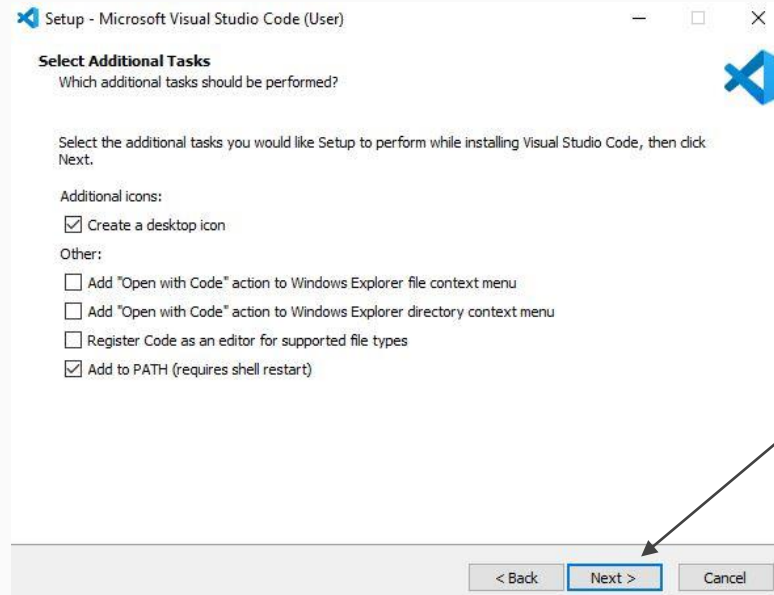 Setup - Microsoft Visual Studio Code (User)
Select Additional Tasks
Which additional tasks should be performed?
Select the additional tasks you would like Setup to perform while installing Visual Studio Code, then click
Next.
Additional icons:
Create a desktop icon
Other:
Add "Open with Code" action to Windows Explorer file context menu
Add "Open with Code" action to Windows Explorer directory context menu
Register Code as an editor for supported file types
Add to PATH (requires shell restart)
< Back Next > Cancel